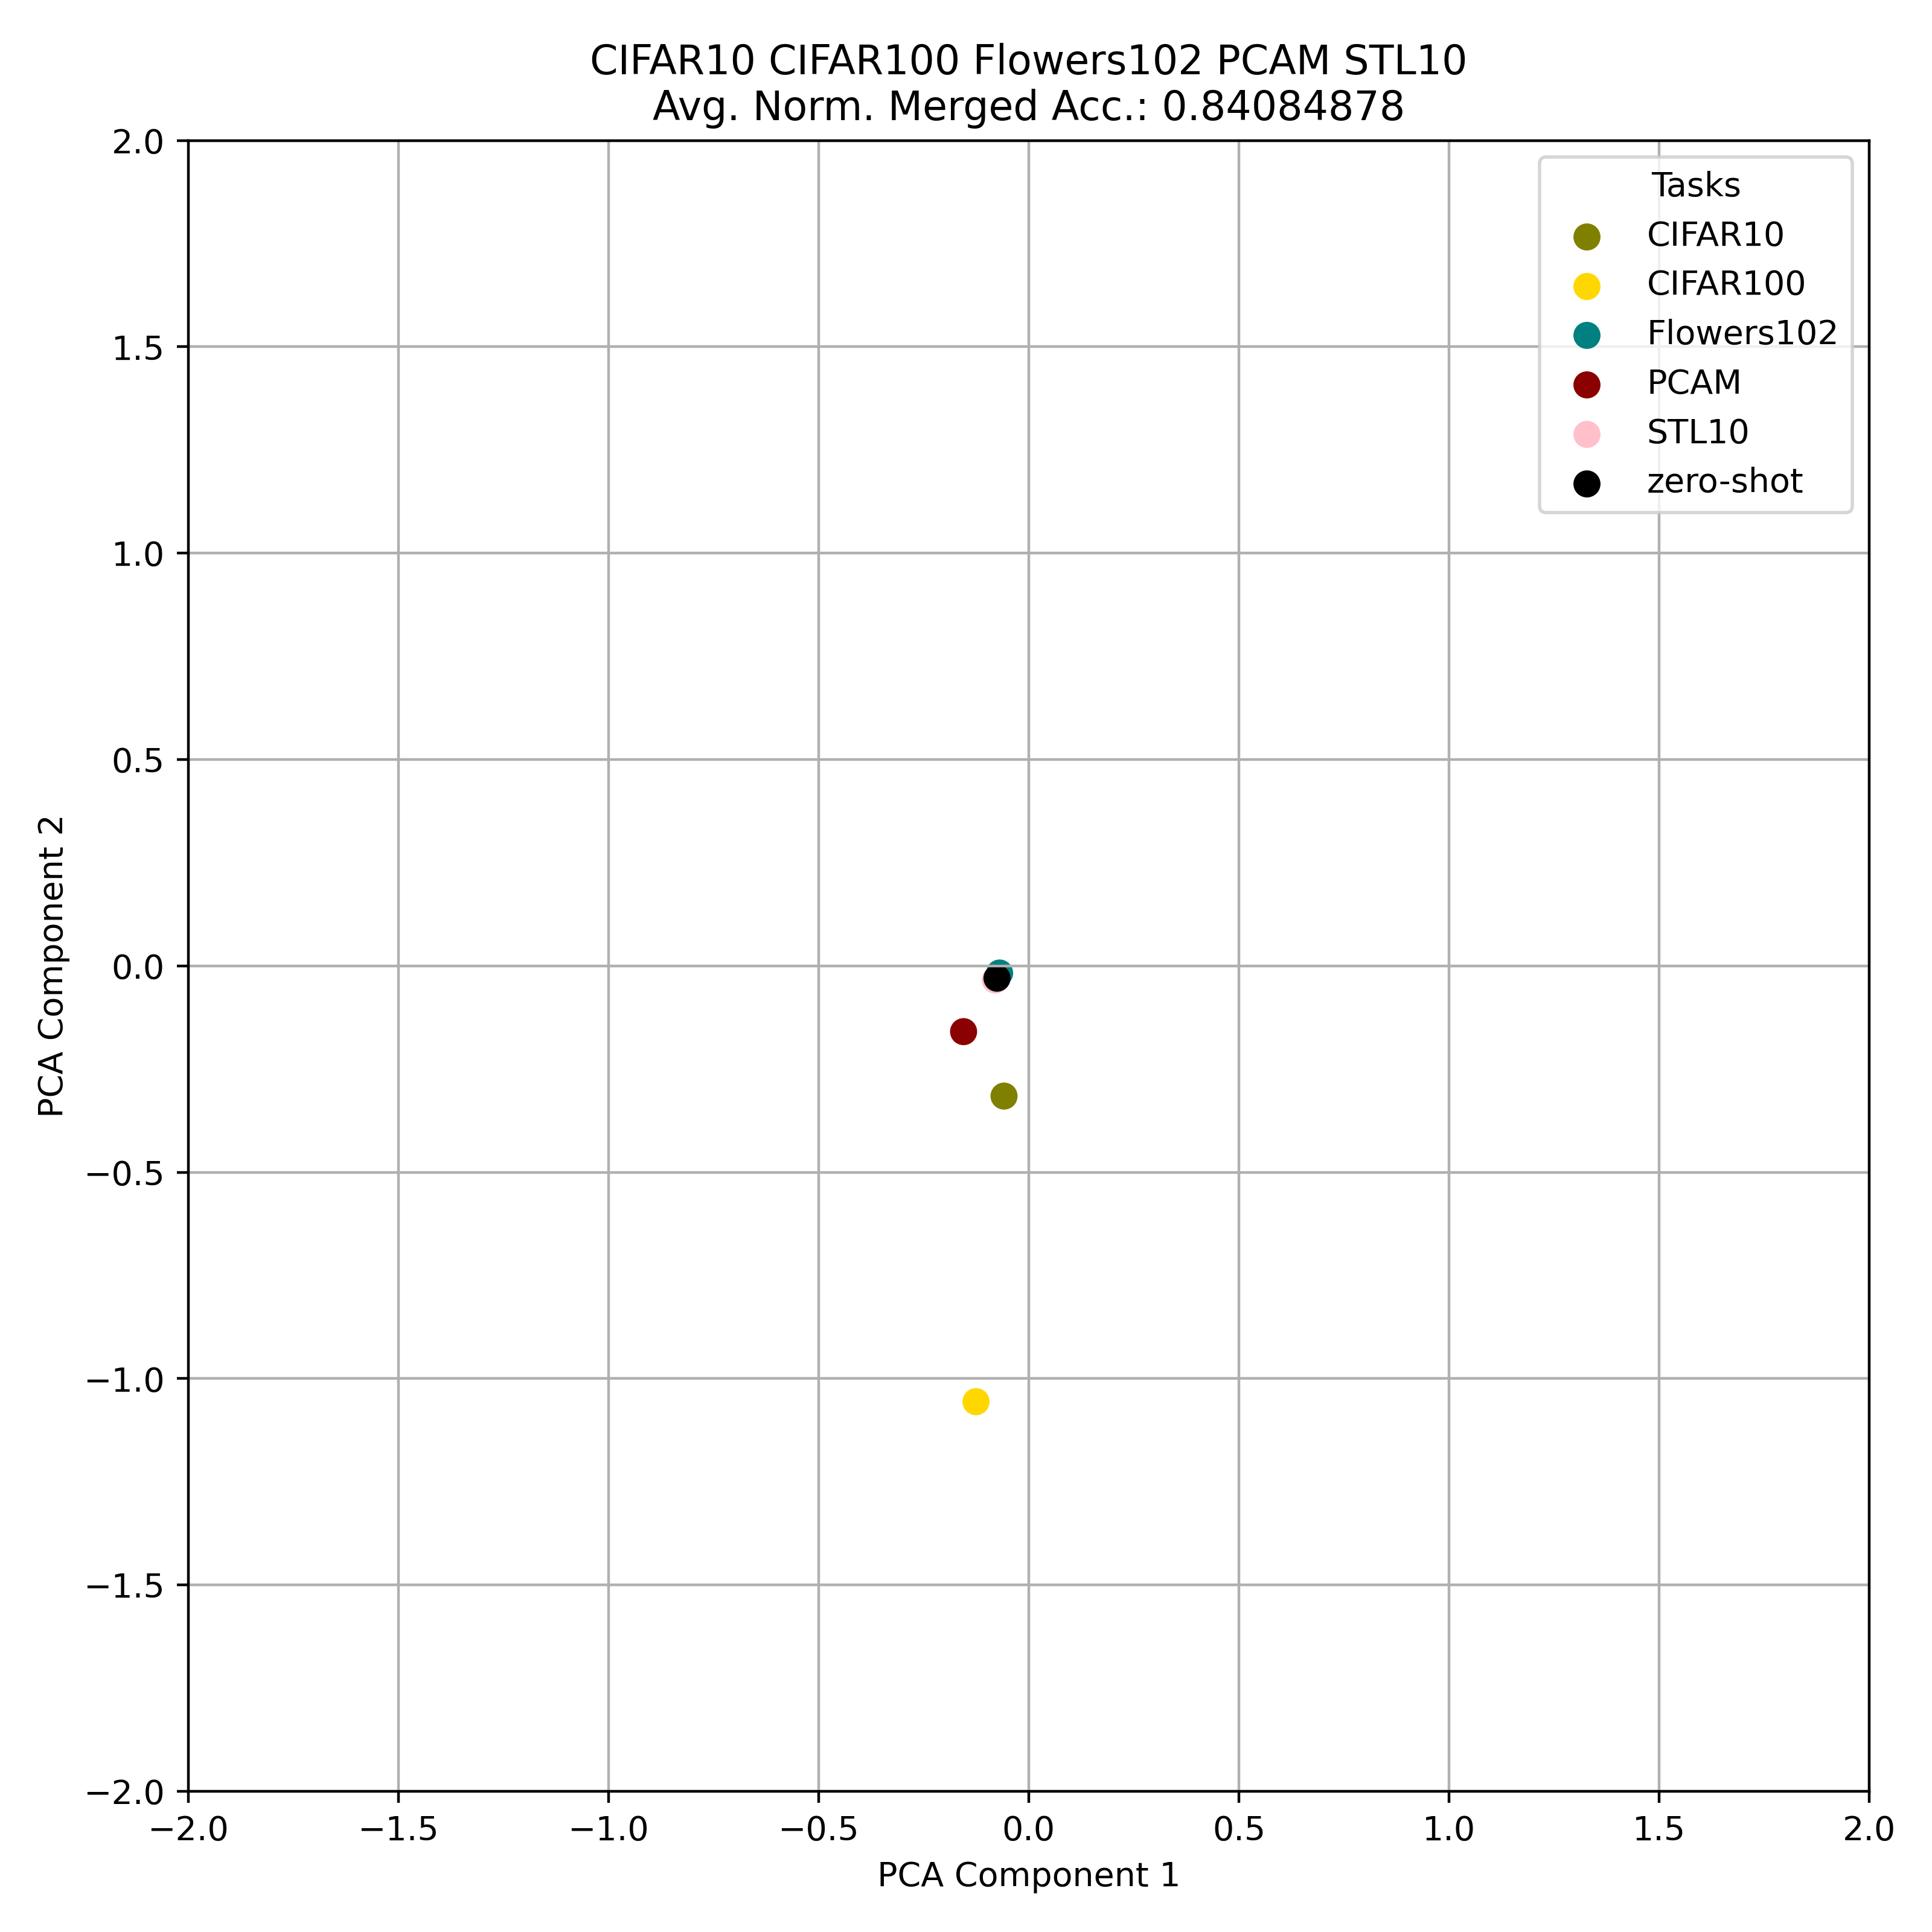 CIFAR10 CIFAR100 Flowers102 PCAM STL10
Avg. Norm. Merged Acc.: 0.84084878
Tasks
CIFAR10
CIFAR100
Flowers102
PCAM
STL10
zero-shot
2.0
1.5
1.0
0.5
0.0
−0.5
−1.0
−1.5
−2.0
PCA Component 2
−2.0 −1.5 −1.0 −0.5 0.0 0.5 1.0 1.5 2.0
PCA Component 1